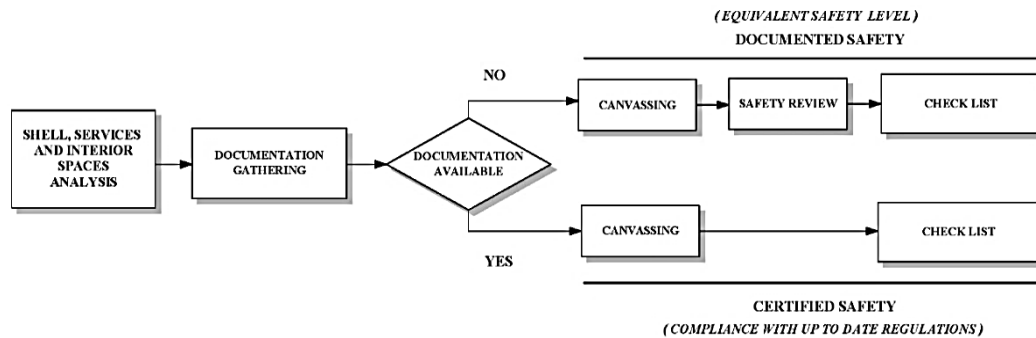 ( EQUIVALENT SAFETY LEVEL )
DOCUMENTED SAFETY
NO
CANVASSING
SAFETY REVIEW
CHECK LIST
SHELL, SERVICES
AND INTERIOR
SPACES
ANALYSIS
DOCUMENTATION
GATHERING
DOCUMENTATION
AVAILABLE
CANVASSING
CHECK LIST
YES
CERTIFIED SAFETY
( COMPLIANCE WITH UP TO DATE REGULATIONS )